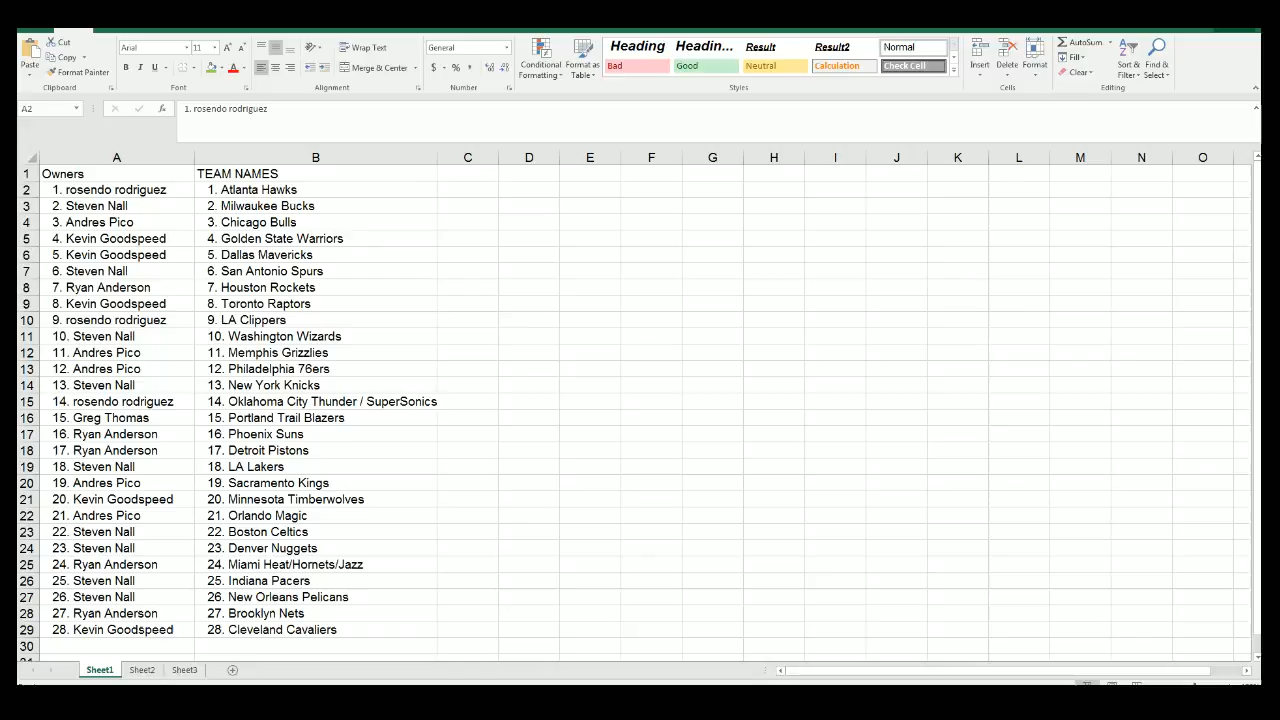 Cut
Copy
Paste
Format Painter
Clipboard
Arial 11
B I U
Font
Wrap Text
Merge & Center
Alignment
General
$ % ,
Number
Conditional Formatting
Format as Table
Heading Headin... Result Result2 Normal
Bad Good Neutral Calculation Check Cell
Styles
Insert Delete Format
Cells
AutoSum
Fill
Clear
Sort & Filter
Find & Select
Editing
A2 fx 1. rosendo rodriguez
A B C D E F G H I J K L M N O
1 Owners TEAM NAMES
2 1. rosendo rodriguez 1. Atlanta Hawks
3 2. Steven Nall 2. Milwaukee Bucks
4 3. Andres Pico 3. Chicago Bulls
5 4. Kevin Goodspeed 4. Golden State Warriors
6 5. Kevin Goodspeed 5. Dallas Mavericks
7 6. Steven Nall 6. San Antonio Spurs
8 7. Ryan Anderson 7. Houston Rockets
9 8. Kevin Goodspeed 8. Toronto Raptors
10 9. rosendo rodriguez 9. LA Clippers
11 10. Steven Nall 10. Washington Wizards
12 11. Andres Pico 11. Memphis Grizzlies
13 12. Andres Pico 12. Philadelphia 76ers
14 13. Steven Nall 13. New York Knicks
15 14. rosendo rodriguez 14. Oklahoma City Thunder / SuperSonics
16 15. Greg Thomas 15. Portland Trail Blazers
17 16. Ryan Anderson 16. Phoenix Suns
18 17. Ryan Anderson 17. Detroit Pistons
19 18. Steven Nall 18. LA Lakers
20 19. Andres Pico 19. Sacramento Kings
21 20. Kevin Goodspeed 20. Minnesota Timberwolves
22 21. Andres Pico 21. Orlando Magic
23 22. Steven Nall 22. Boston Celtics
24 23. Steven Nall 23. Denver Nuggets
25 24. Ryan Anderson 24. Miami Heat/Hornets/Jazz
26 25. Steven Nall 25. Indiana Pacers
27 26. Steven Nall 26. New Orleans Pelicans
28 27. Ryan Anderson 27. Brooklyn Nets
29 28. Kevin Goodspeed 28. Cleveland Cavaliers
30
Sheet1 Sheet2 Sheet3